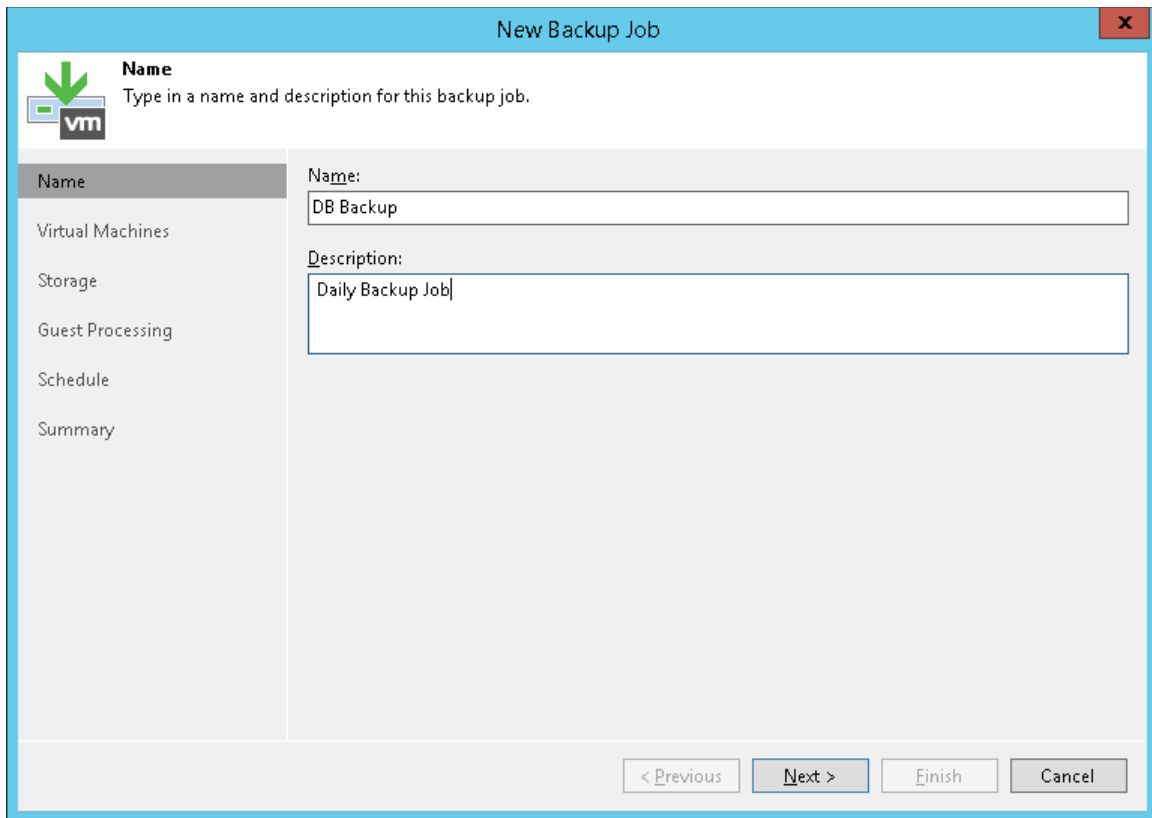 New Backup Job
x
Name
Type in a name and description for this backup job.
vm
Name
Virtual Machines
Storage
Guest Processing
Schedule
Summary
Name:
DB Backup
Description:
Daily Backup Job
< Previous
Next >
Finish
Cancel